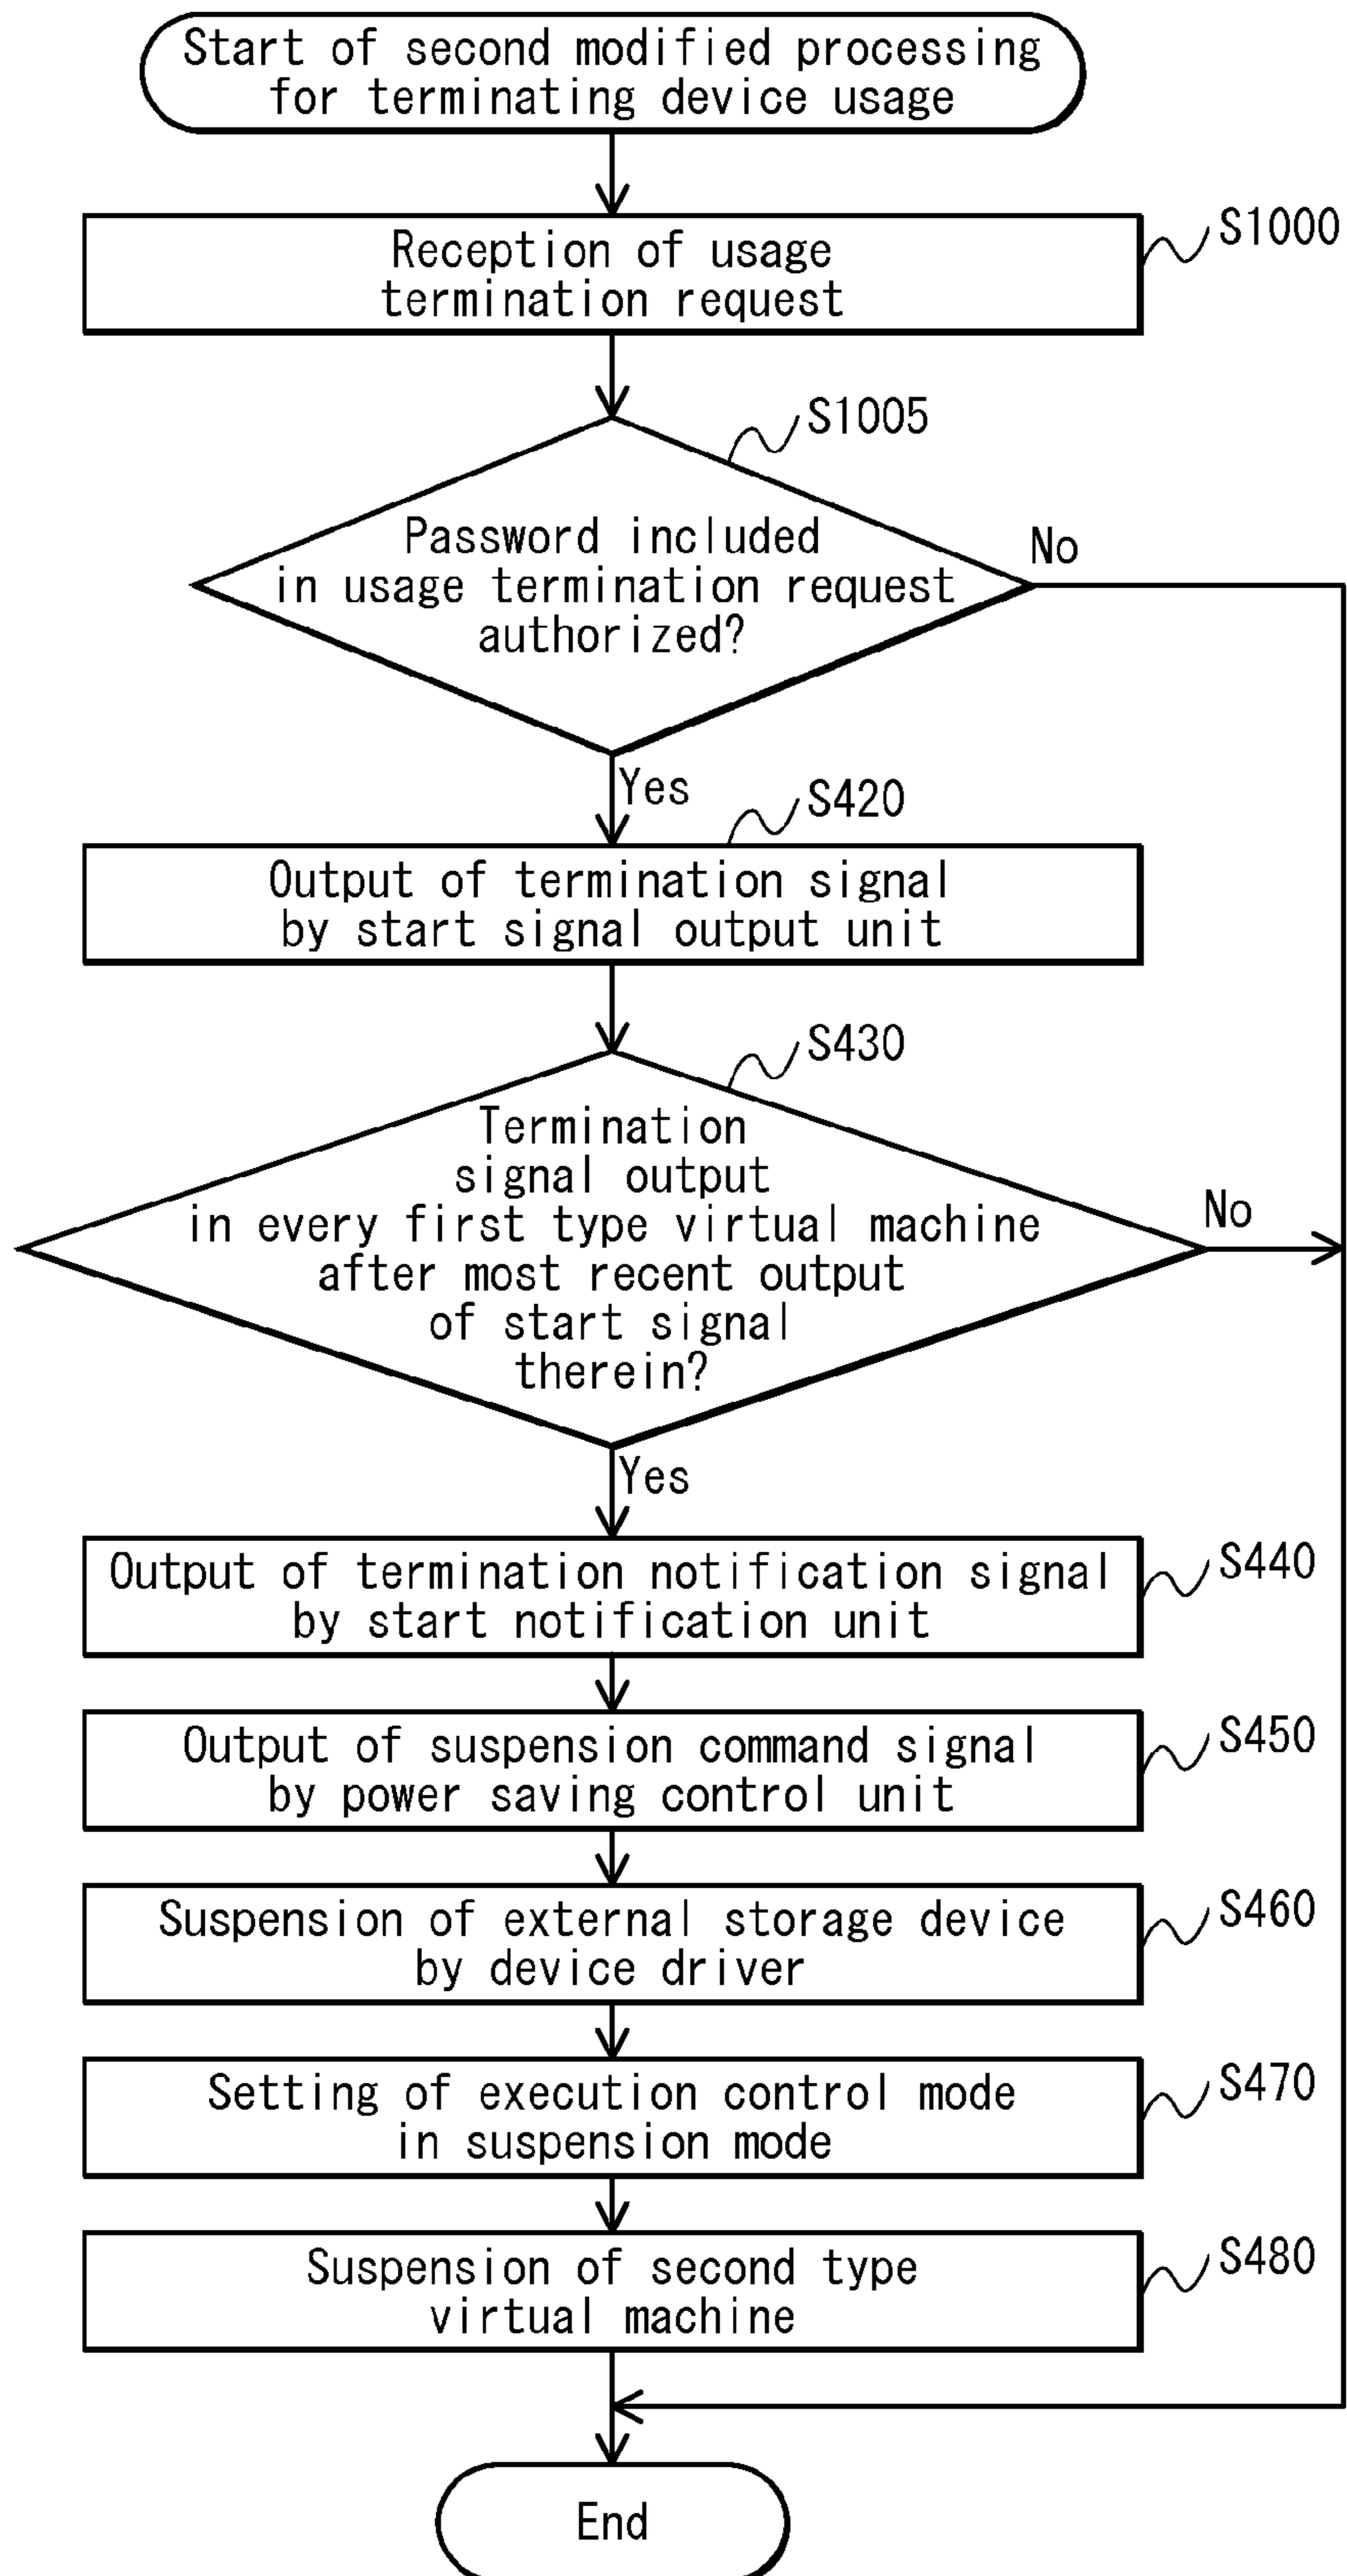 Start of second modified processing
for terminating device usage
Reception of usage
termination request
S1000
S1005
Password included
in usage termination request
authorized?
No
Yes
S420
Output of termination signal
by start signal output unit
S430
Termination
signal output
in every first type virtual machine
after most recent output
of start signal
therein?
No
Yes
Output of termination notification signal
by start notification unit
S440
Output of suspension command signal
by power saving control unit
S450
Suspension of external storage device
by device driver
S460
Setting of execution control mode
in suspension mode
S470
Suspension of second type
virtual machine
S480
End